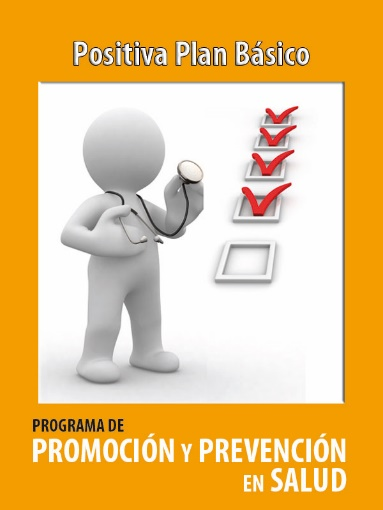 Positiva Plan Básico
PROGRAMA DE
PROMOCIÓN Y PREVENCIÓN
EN SALUD